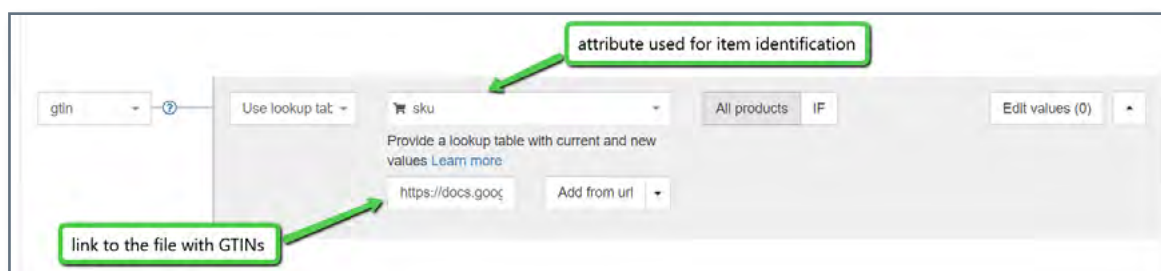 attribute used for item identification
gtin
Use lookup tab
sku
All products
IF
Edit values (0)
Provide a lookup table with current and new
values Learn more
https://docs.goog
Add from url
link to the file with GTINs